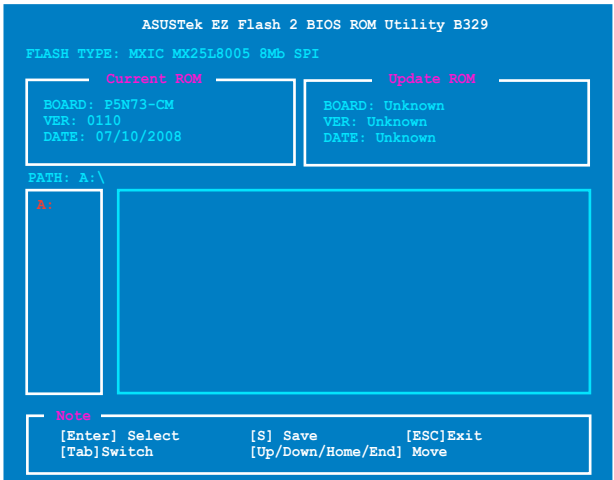 ASUSTek EZ Flash 2 BIOS ROM Utility B329
FLASH TYPE: MXIC MX25L8005 8Mb SPI
Current ROM
BOARD: P5N73-CM
VER: 0110
DATE: 07/10/2008
Update ROM
BOARD: Unknown
VER: Unknown
DATE: Unknown
PATH: A:\
A:
Note
[Enter] Select [S] Save [ESC]Exit
[Tab]Switch [Up/Down/Home/End] Move